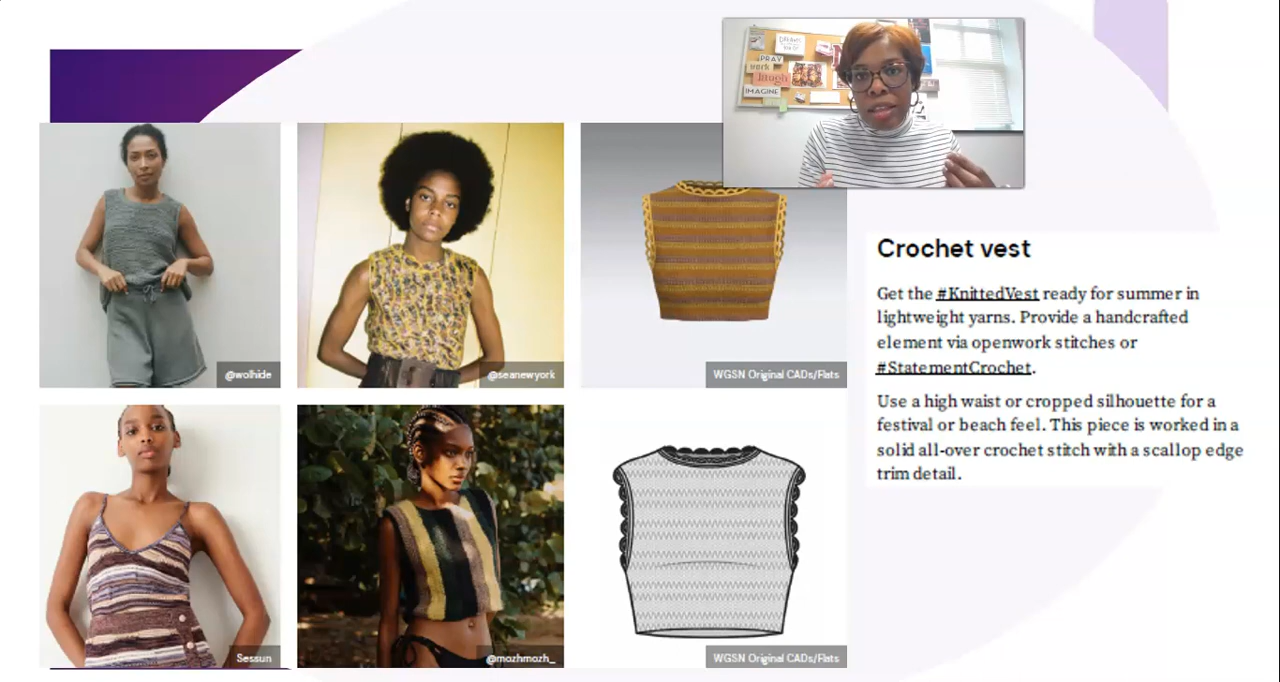 PRAY
work
laugh
IMAGINE
@wolhide
@seanewyork
WGSN Original CADs/Flats
Crochet vest
Get the #KnittedVest ready for summer in
lightweight yarns. Provide a handcrafted
element via openwork stitches or
#StatementCrochet.
Use a high waist or cropped silhouette for a
festival or beach feel. This piece is worked in a
solid all-over crochet stitch with a scallop edge
trim detail.
Sessun
@mozhmozh_
WGSN Original CADs/Flats